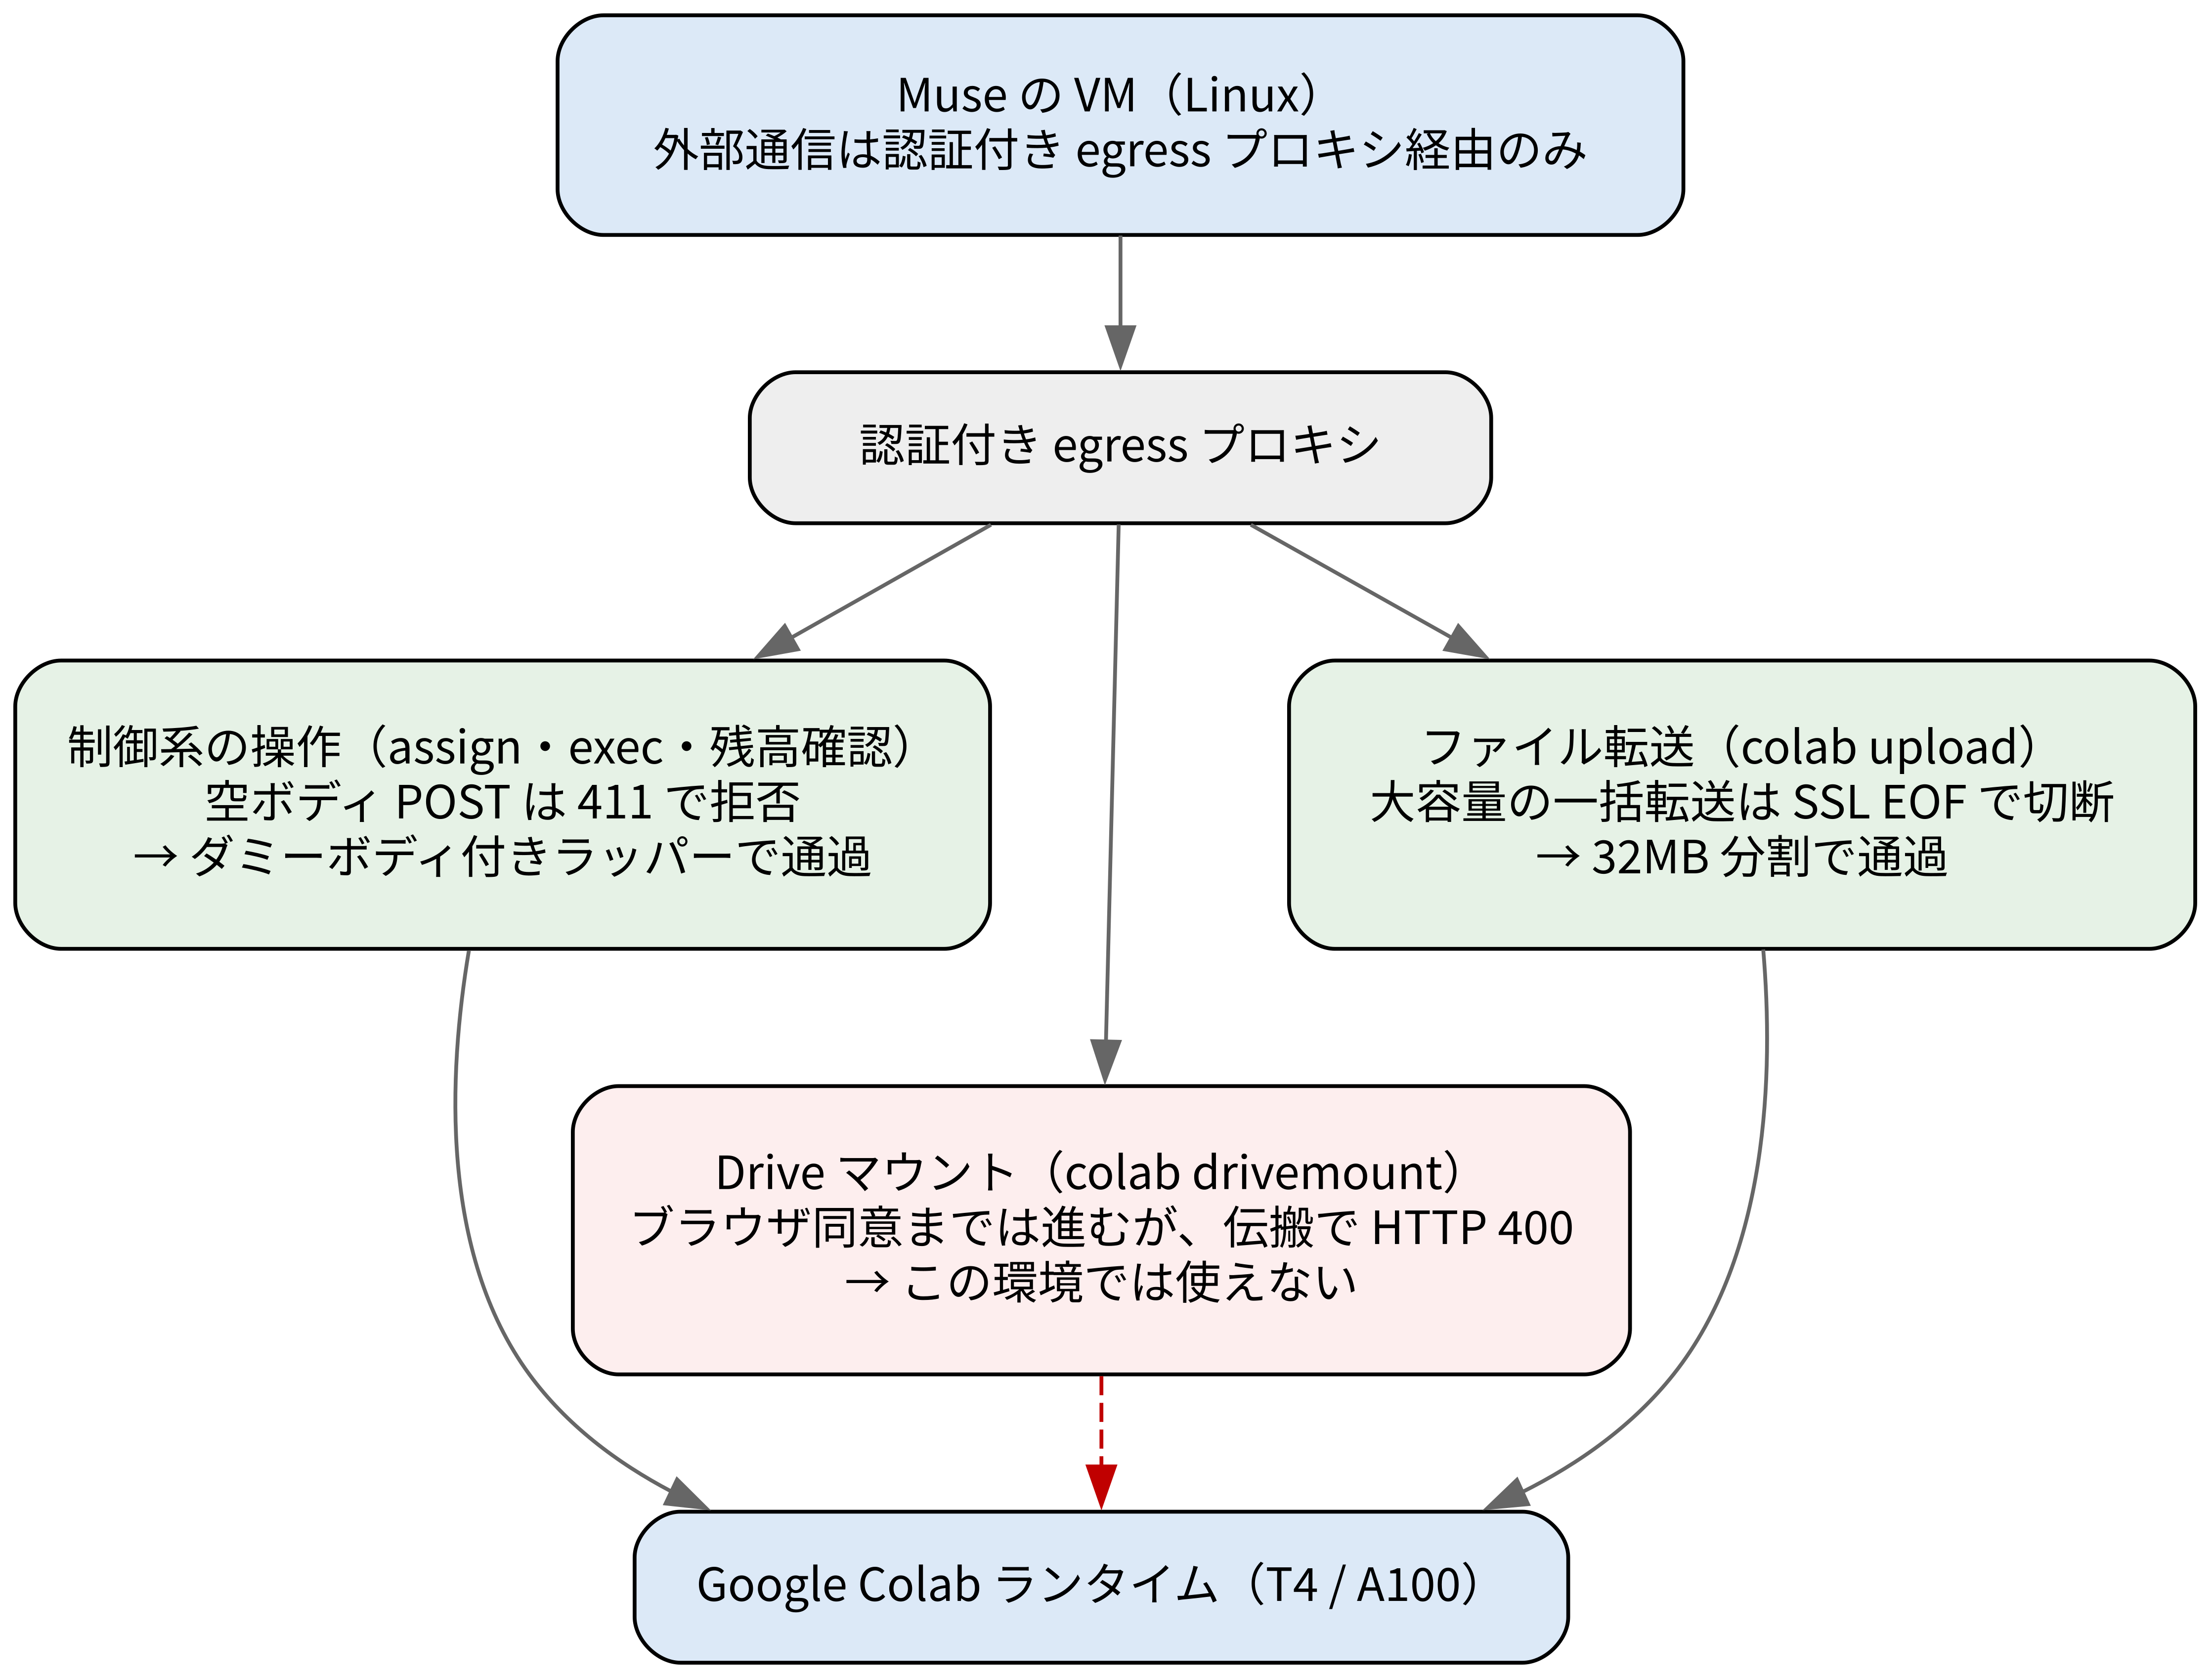 Muse の VM（Linux）
外部通信は認証付き egress プロキシ経由のみ
認証付き egress プロキシ
制御系の操作（assign・exec・残高確認）
空ボディ POST は 411 で拒否
→ ダミーボディ付きラッパーで通過
ファイル転送（colab upload）
大容量の一括転送は SSL EOF で切断
→ 32MB 分割で通過
Drive マウント（colab drivemount）
ブラウザ同意までは進むが、伝搬で HTTP 400
→ この環境では使えない
Google Colab ランタイム（T4 / A100）